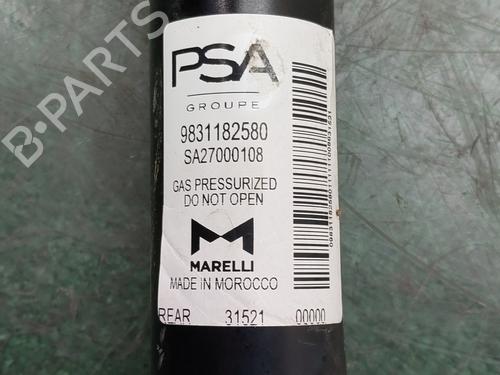 PSA
GROUPE
9831182580
SA27000108
GAS PRESSURIZED
DO NOT OPEN
MARELLI
MADE IN MOROCCO
REAR 31521 00000
B-PARTS